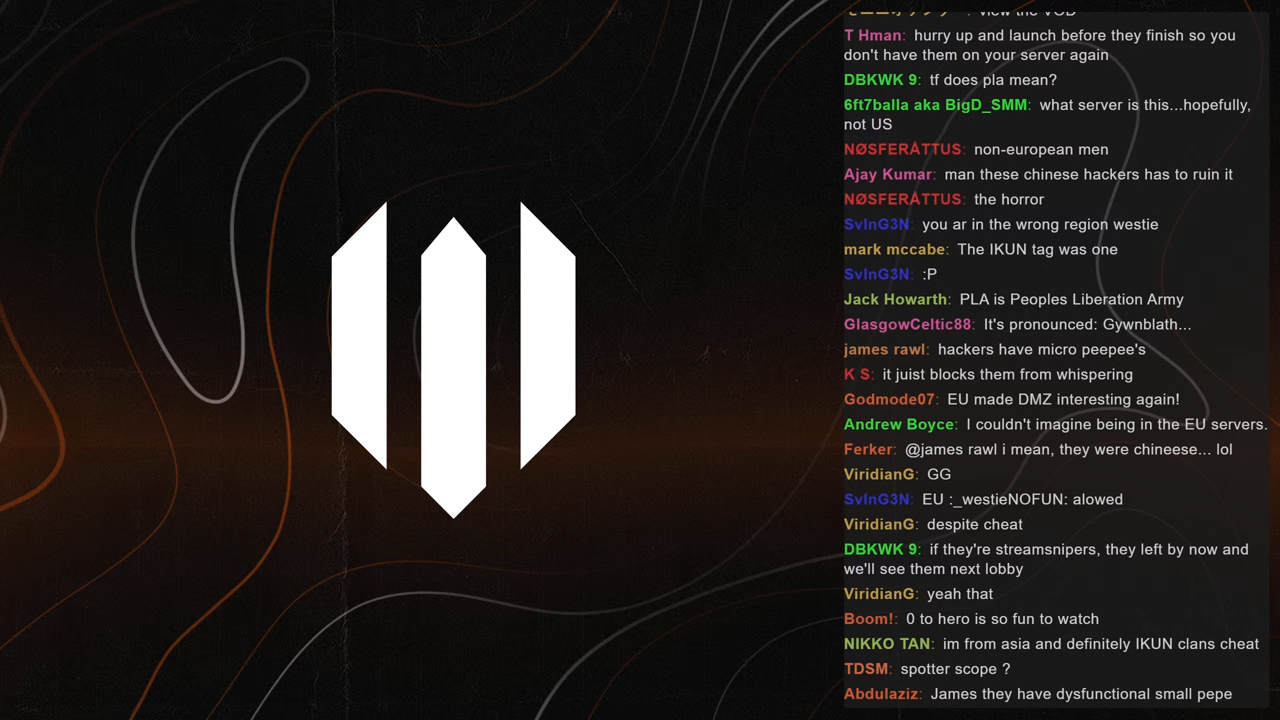 : view the VOD
T Hman: hurry up and launch before they finish so you
don't have them on your server again
DBKWK 9: tf does pla mean?
6ft7balla aka BigD_SMM: what server is this...hopefully,
not US
NØSFERÅTTUS: non-european men
Ajay Kumar: man these chinese hackers has to ruin it
NØSFERÅTTUS: the horror
SvInG3N: you ar in the wrong region westie
mark mccabe: The IKUN tag was one
SvInG3N: :P
Jack Howarth: PLA is Peoples Liberation Army
GlasgowCeltic88: It's pronounced: Gywnblath...
james rawl: hackers have micro peepee's
K S: it juist blocks them from whispering
Godmode07: EU made DMZ interesting again!
Andrew Boyce: I couldn't imagine being in the EU servers.
Ferker: @james rawl i mean, they were chineese... lol
ViridianG: GG
SvInG3N: EU :_westieNOFUN: alowed
ViridianG: despite cheat
DBKWK 9: if they're streamsnipers, they left by now and
we'll see them next lobby
ViridianG: yeah that
Boom!: 0 to hero is so fun to watch
NIKKO TAN: im from asia and definitely IKUN clans cheat
TDSM: spotter scope ?
Abdulaziz: James they have dysfunctional small pepe